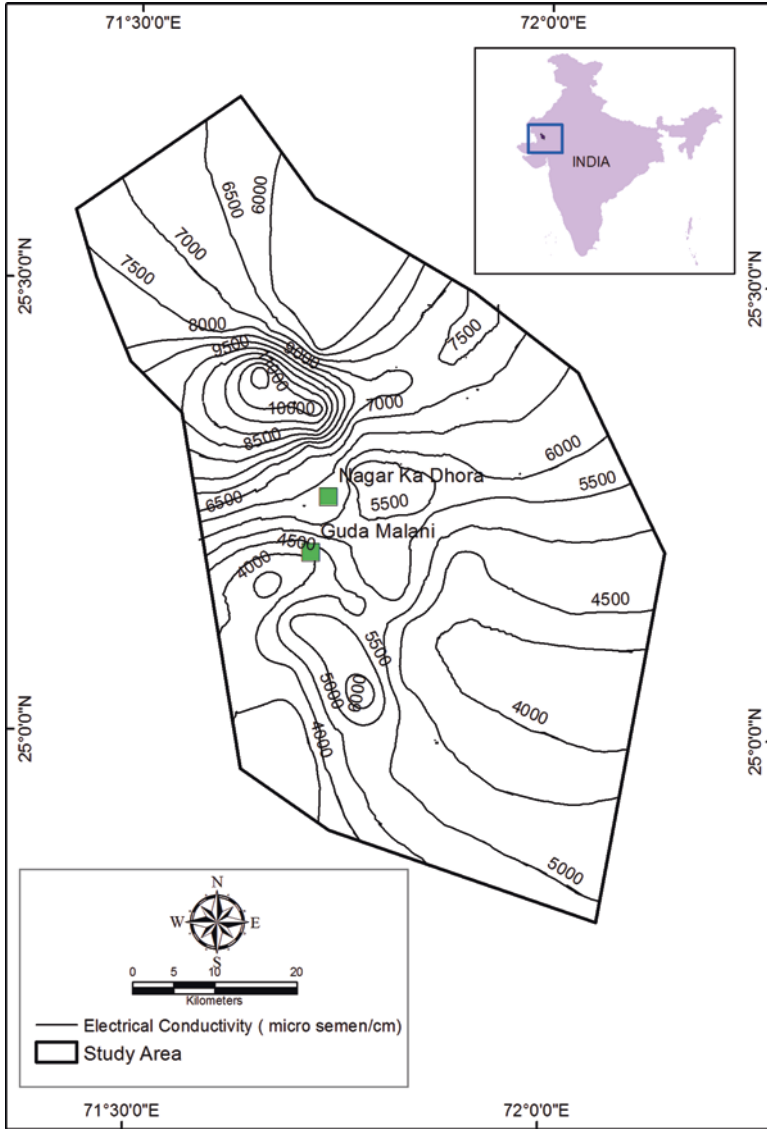 71°30'0"E
72°0'0"E
INDIA
25°30'0"N
25°30'0"N
6500
6000
7000
7500
8000
9500
9000
7500
10000
7000
8500
6000
6500
Nagar Ka Dhora
5500
5500
Guda Malani
4500
4000
4500
5500
5000
6000
4000
4000
25°0'0"N
25°0'0"N
5000
N
W
E
S
0 5 10 20
Kilometers
Electrical Conductivity ( micro semen/cm)
Study Area
71°30'0"E
72°0'0"E